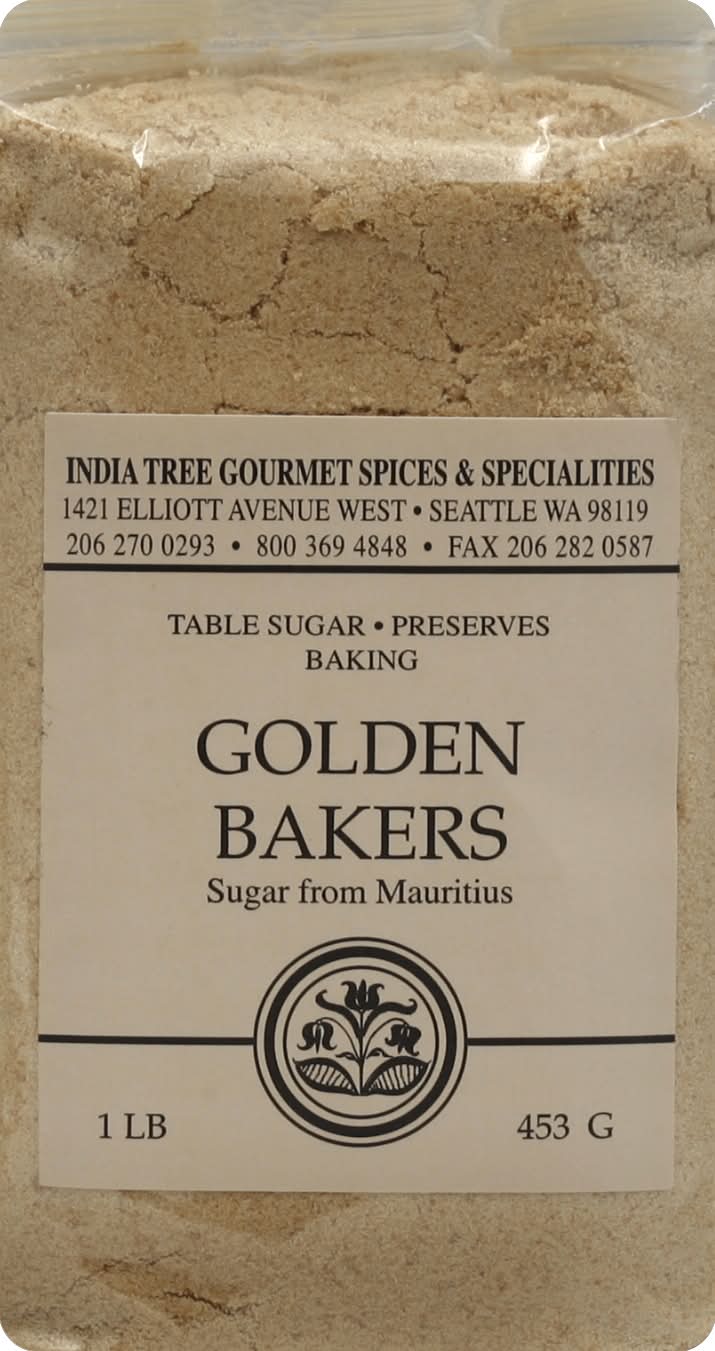 INDIA TREE GOURMET SPICES & SPECIALITIES
1421 ELLIOTT AVENUE WEST • SEATTLE WA 98119
206 270 0293 • 800 369 4848 • FAX 206 282 0587
TABLE SUGAR • PRESERVES
BAKING
GOLDEN
BAKERS
Sugar from Mauritius
1 LB 453 G